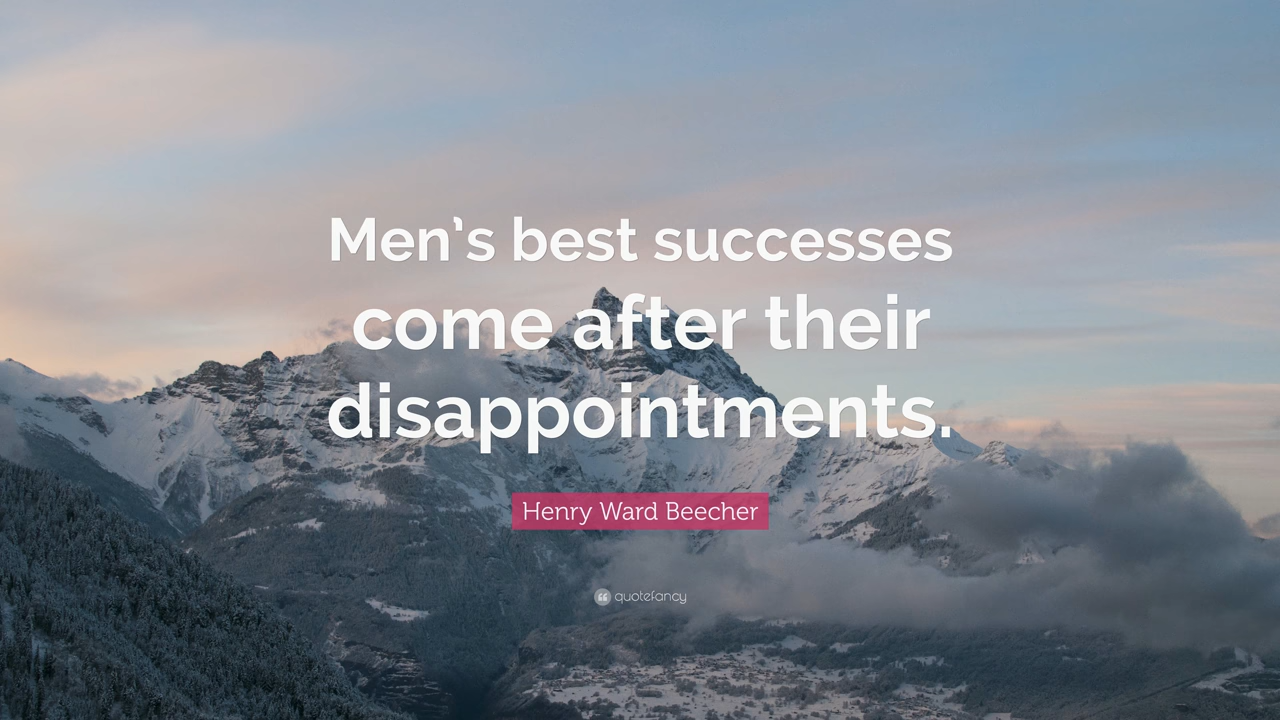 Men’s best successes
come after their
disappointments.
Henry Ward Beecher
quotefancy